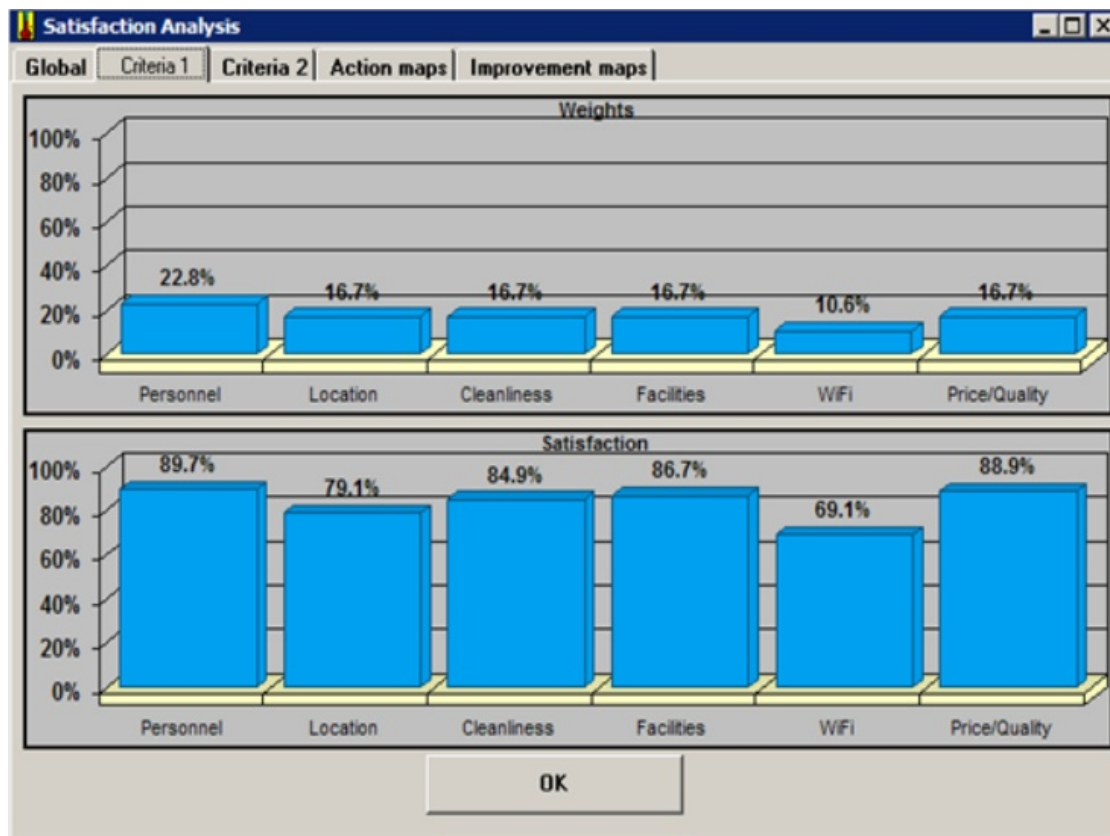 Satisfaction Analysis
Global Criteria 1 Criteria 2 Action maps Improvement maps
Weights
100%
80%
60%
40%
20%
0%
22.8% 16.7% 16.7% 16.7% 10.6% 16.7%
Personnel Location Cleanliness Facilities WiFi Price/Quality
Satisfaction
100%
80%
60%
40%
20%
0%
89.7% 79.1% 84.9% 86.7% 69.1% 88.9%
Personnel Location Cleanliness Facilities WiFi Price/Quality
OK